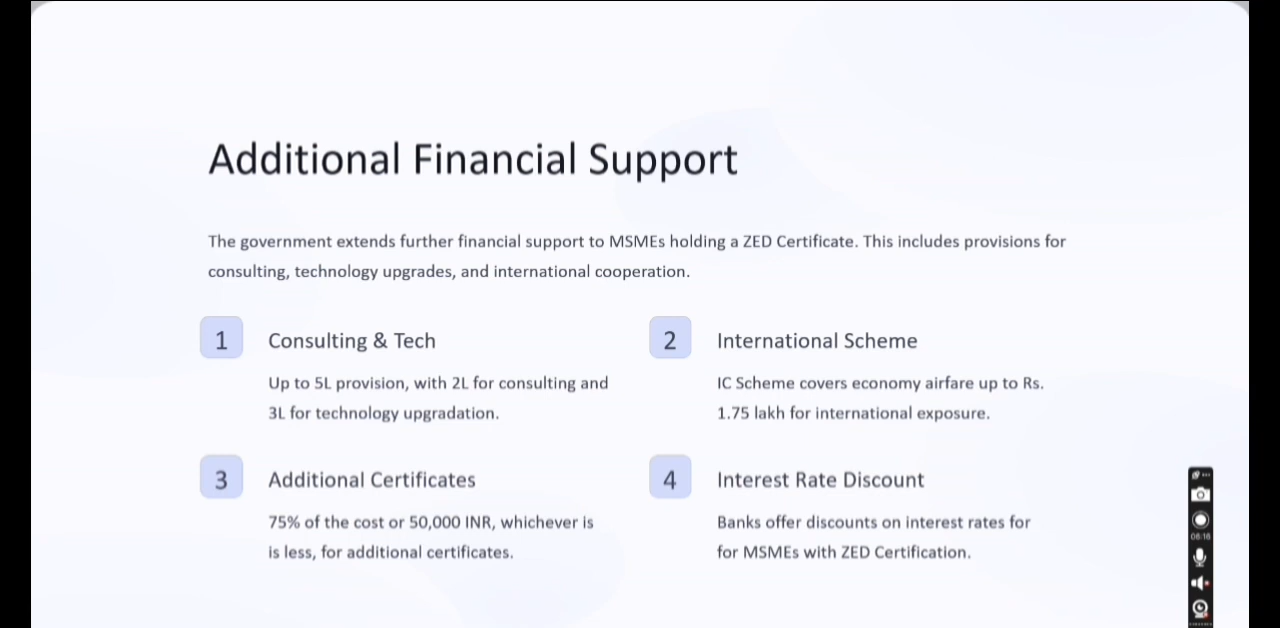 Additional Financial Support
The government extends further financial support to MSMEs holding a ZED Certificate. This includes provisions for
consulting, technology upgrades, and international cooperation.
1
Consulting & Tech
Up to 5L provision, with 2L for consulting and
3L for technology upgradation.
2
International Scheme
IC Scheme covers economy airfare up to Rs.
1.75 lakh for international exposure.
3
Additional Certificates
75% of the cost or 50,000 INR, whichever is
is less, for additional certificates.
4
Interest Rate Discount
Banks offer discounts on interest rates for
for MSMEs with ZED Certification.
06:16